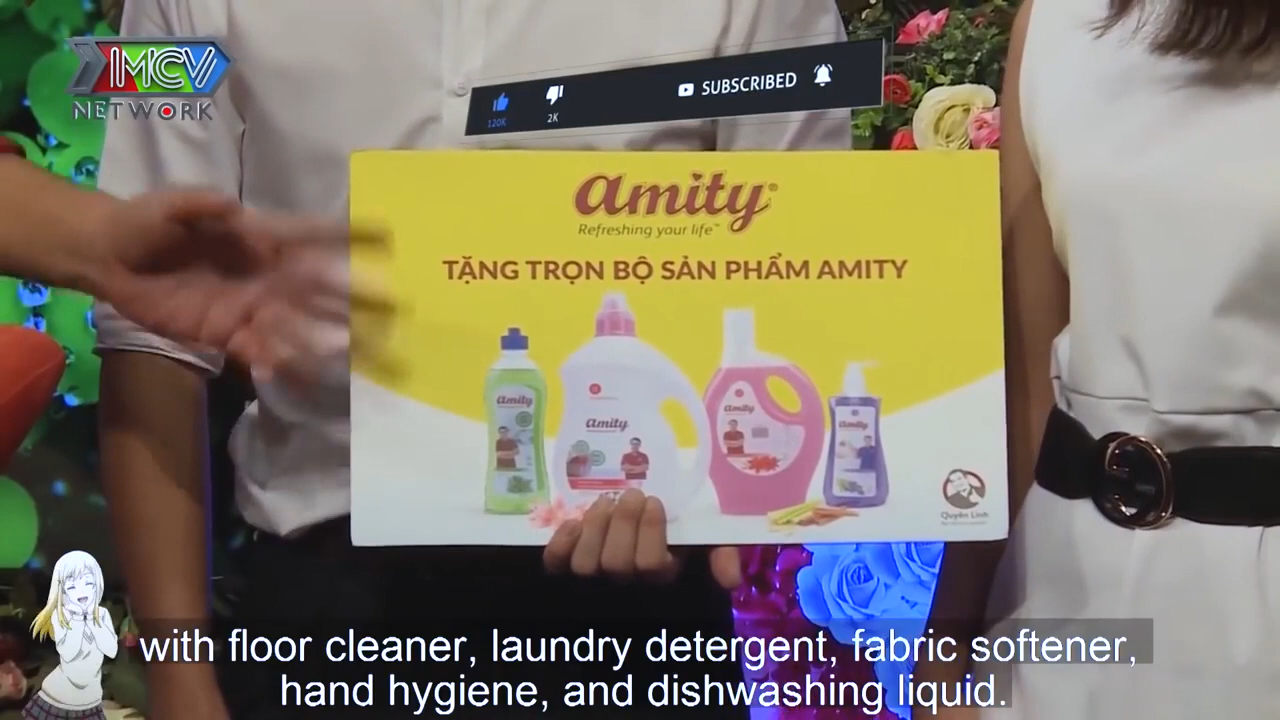 MCV
NETWORK
120K
2K
SUBSCRIBED
amity®
Refreshing your life™
TẶNG TRỌN BỘ SẢN PHẨM AMITY
amity
amity
amity
amity
Quyền Linh
with floor cleaner, laundry detergent, fabric softener,
hand hygiene, and dishwashing liquid.